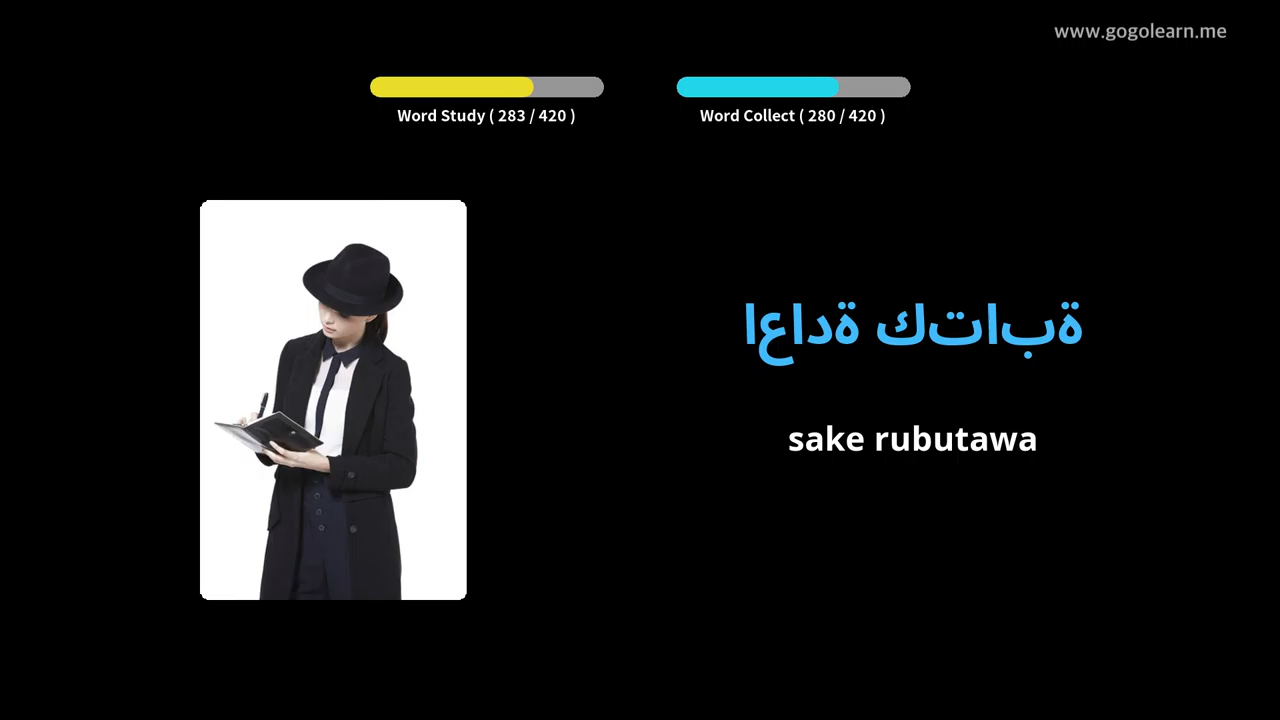 www.gogolearn.me
Word Study ( 283 / 420 )
Word Collect ( 280 / 420 )
اعادة كتابة
sake rubutawa